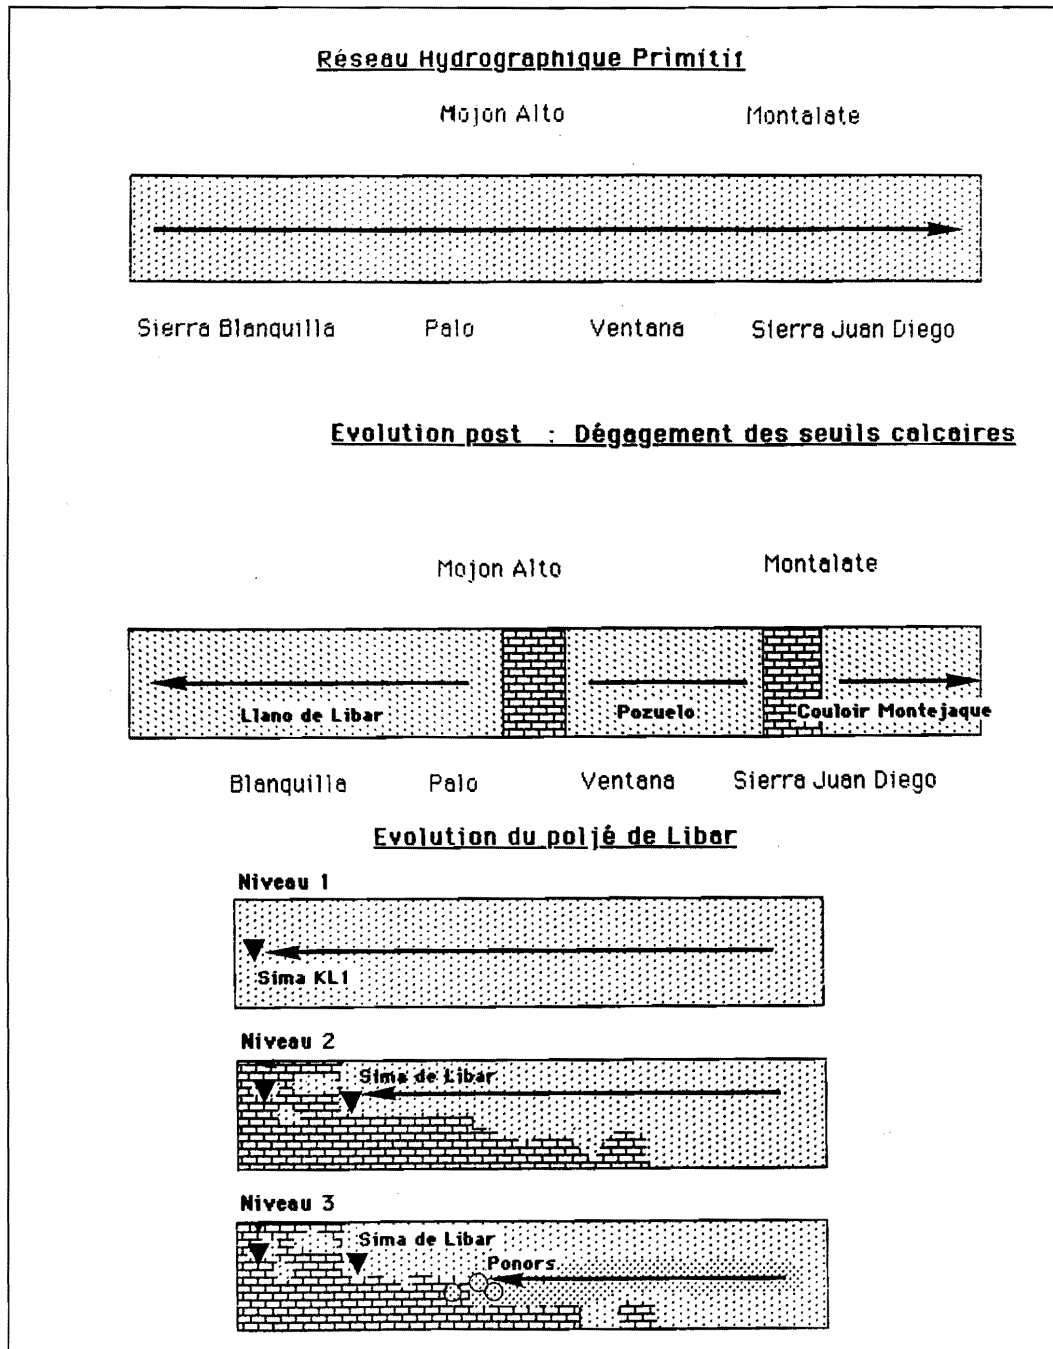 Réseau Hydrographique Primitif
Mojon Alto Montalate
Sierra Blanquilla Palo Ventana Sierra Juan Diego
Evolution post : Dégagement des seuils calcaires
Mojon Alto Montalate
Llano de Libar Pozuelo Couloir Montejaque
Blanquilla Palo Ventana Sierra Juan Diego
Evolution du poljé de Libar
Niveau 1
Sima KL1
Niveau 2
Sima de Libar
Niveau 3
Sima de Libar
Ponors